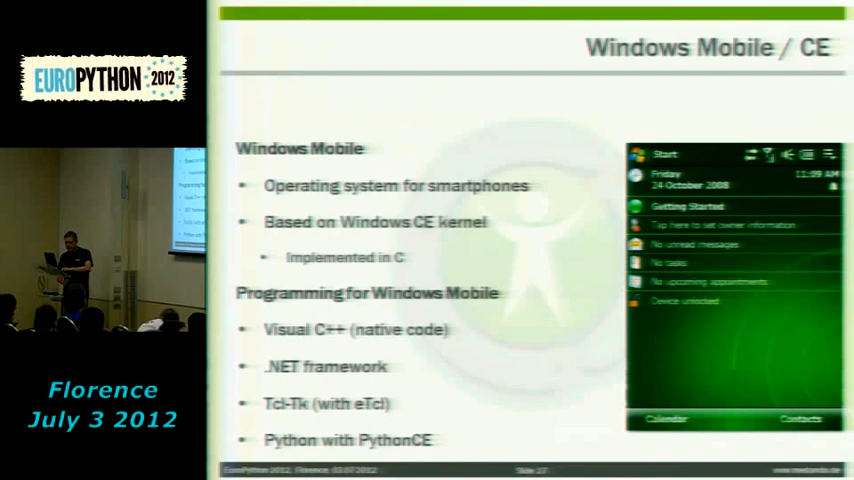 EUROPYTHON 2012
Florence
July 3 2012
Windows Mobile / CE
Windows Mobile
Operating system for smartphones
Based on Windows CE kernel
Implemented in C
Programming for Windows Mobile
Visual C++ (native code)
.NET framework
Tcl-Tk (with eTcl)
Python with PythonCE
Start
Friday
24 October 2008
11:09 AM
Getting Started
Tap here to set owner information
No unread messages
No tasks
No upcoming appointments
Device unlocked
Calendar
Contacts
EuroPython 2012, Florence, 03.07.2012
Slide 27